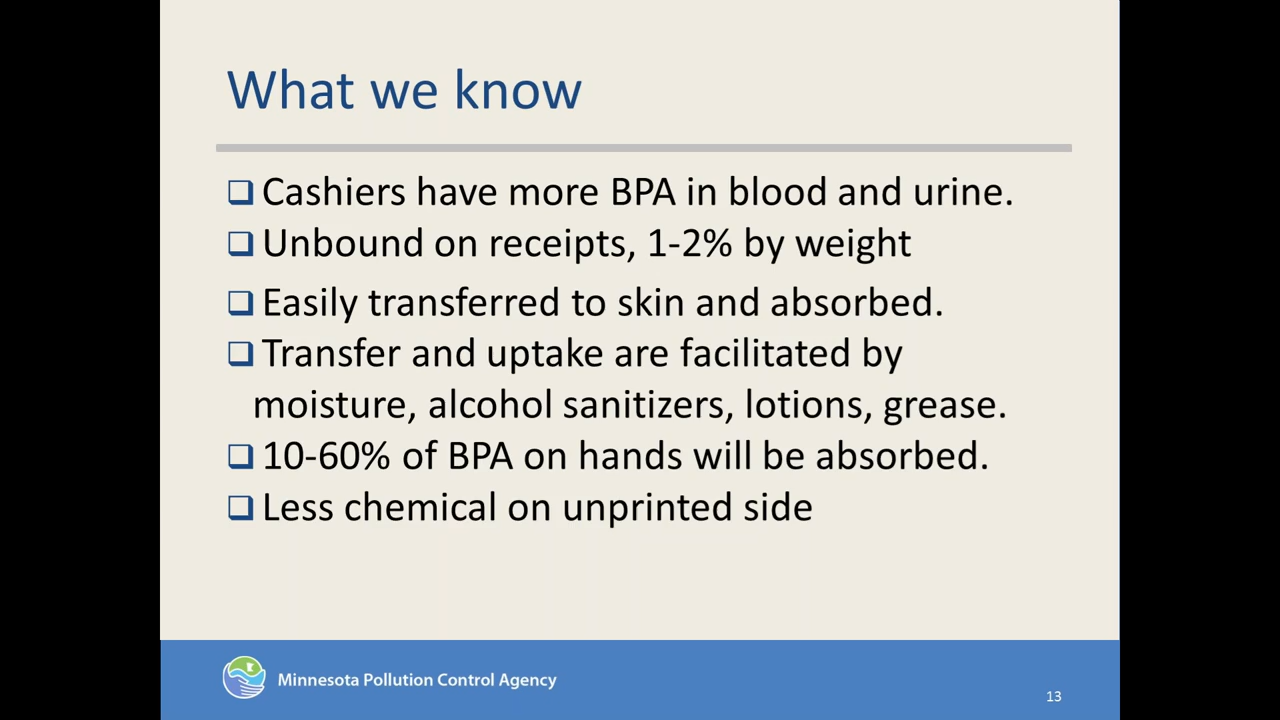 What we know
Cashiers have more BPA in blood and urine.
Unbound on receipts, 1-2% by weight
Easily transferred to skin and absorbed.
Transfer and uptake are facilitated by
moisture, alcohol sanitizers, lotions, grease.
10-60% of BPA on hands will be absorbed.
Less chemical on unprinted side
Minnesota Pollution Control Agency
13